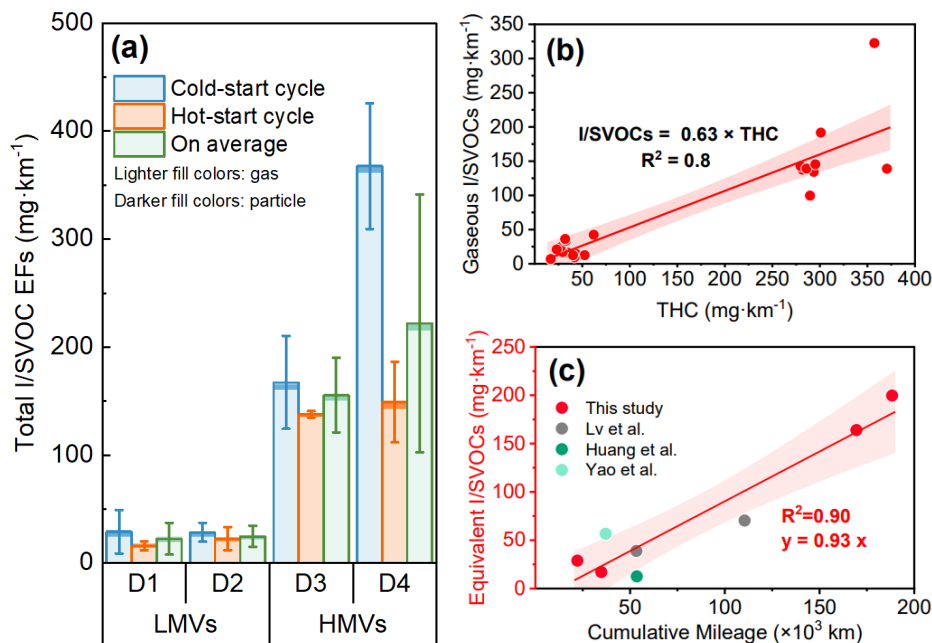 (a)
Cold-start cycle
Hot-start cycle
On average
Lighter fill colors: gas
Darker fill colors: particle
Total I/SVOC EFs (mg·km⁻¹)
500
400
300
200
100
0
D1 D2 D3 D4
LMVs HMVs
(b)
Gaseous I/SVOCs (mg·km⁻¹)
350
300
250
200
150
100
50
0
I/SVOCs = 0.63 × THC
R² = 0.8
50 100 150 200 250 300 350 400
THC (mg·km⁻¹)
(c)
Equivalent I/SVOCs (mg·km⁻¹)
250
200
150
100
50
0
This study
Lv et al.
Huang et al.
Yao et al.
R²=0.90
y = 0.93 x
50 100 150 200
Cumulative Mileage (×10³ km)